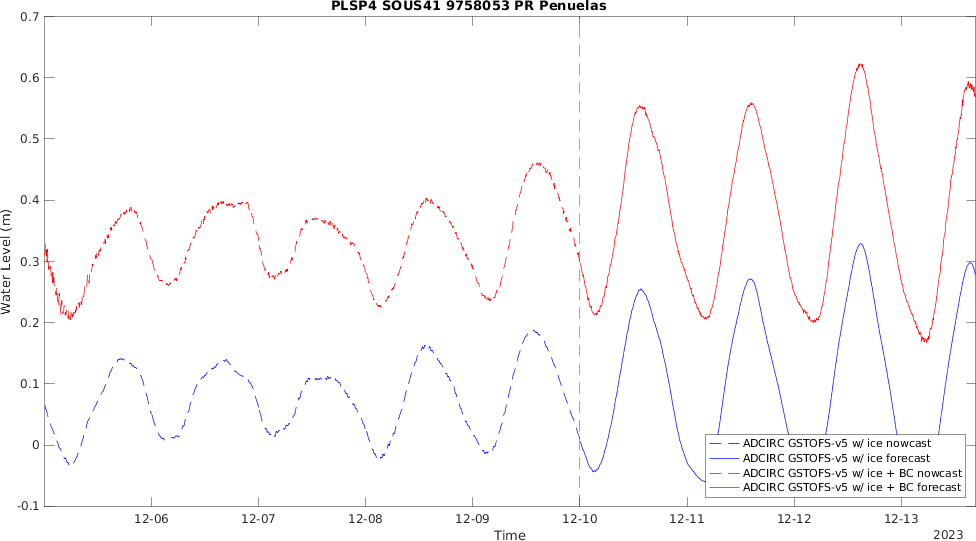 PLSP4 SOUS41 9758053 PR Penuelas
0.7
0.6
0.5
0.4
0.3
0.2
0.1
0
-0.1
Water Level (m)
12-06
12-07
12-08
12-09
12-10
12-11
12-12
12-13
Time
2023
ADCIRC GSTOFS-v5 w/ ice nowcast
ADCIRC GSTOFS-v5 w/ ice forecast
ADCIRC GSTOFS-v5 w/ ice + BC nowcast
ADCIRC GSTOFS-v5 w/ ice + BC forecast